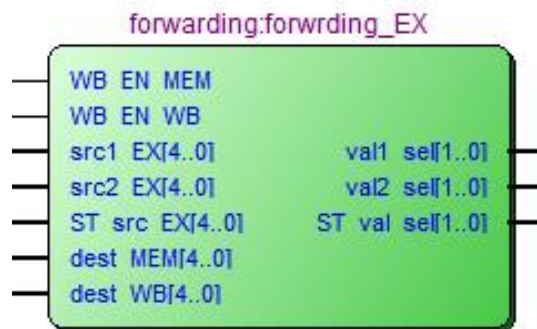 forwarding:forwrding_EX
WB EN MEM
WB EN WB
src1 EX[4..0] val1 sel[1..0]
src2 EX[4..0] val2 sel[1..0]
ST src EX[4..0] ST val sel[1..0]
dest MEM[4..0]
dest WB[4..0]